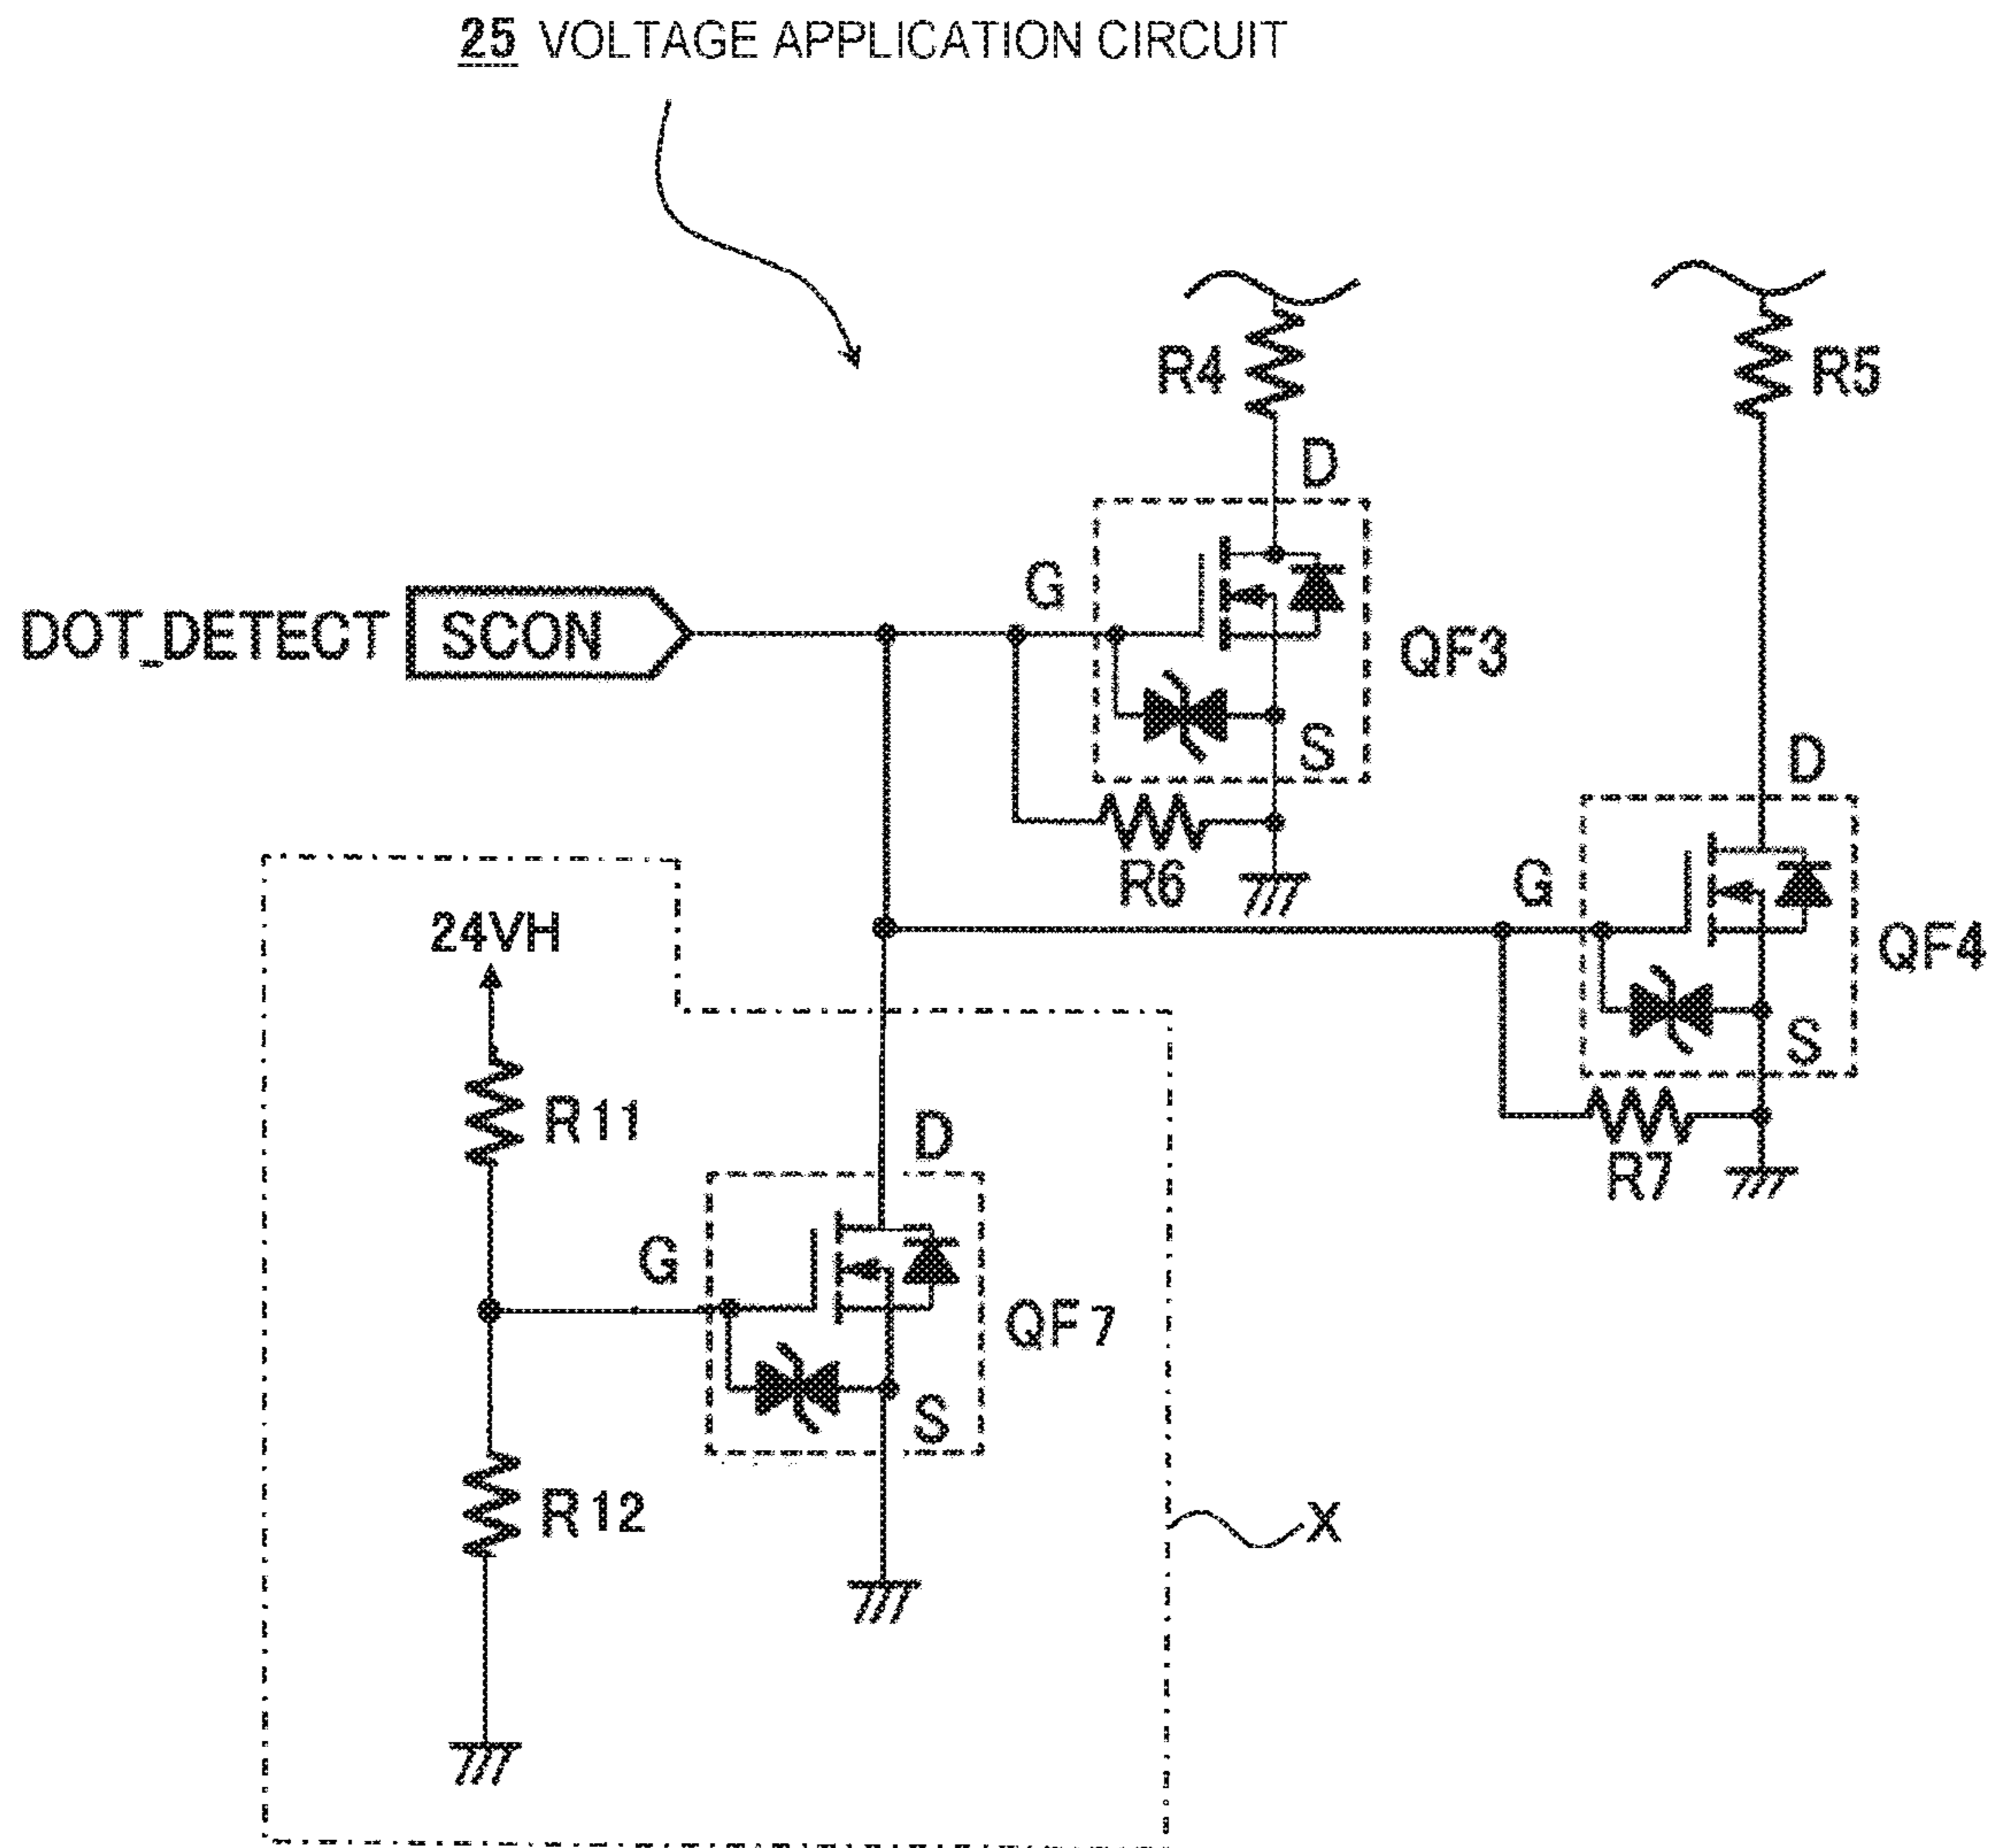 25 VOLTAGE APPLICATION CIRCUIT
R4
R5
D
G
DOT_DETECT
SCON
QF3
S
D
R6
G
24VH
QF4
S
R11
D
R7
G
QF7
S
R12
X